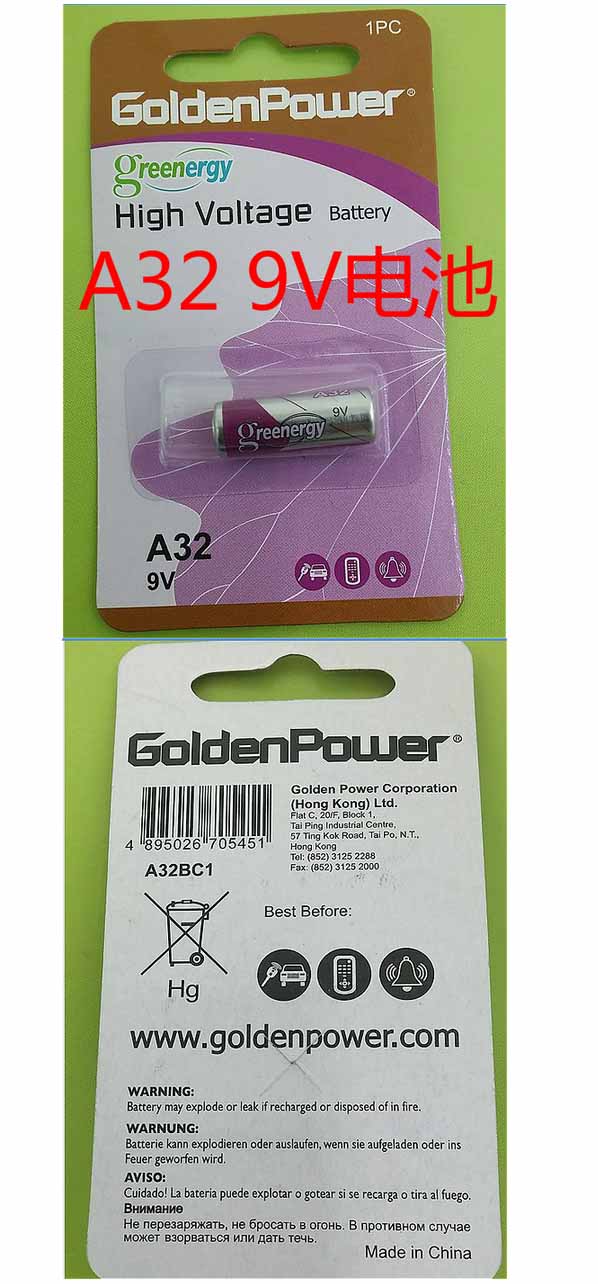 1PC
GoldenPower®
greenergy
High Voltage Battery
A32 9V电池
A32
9V
greenergy
A32
9V
GoldenPower®
Golden Power Corporation
(Hong Kong) Ltd.
Flat C, 20/F, Block 1,
Tai Ping Industrial Centre,
57 Ting Kok Road, Tai Po, N.T.,
Hong Kong
Tel: (852) 3125 2288
Fax: (852) 3125 2000
4 895026 705451
A32BC1
Best Before:
Hg
www.goldenpower.com
WARNING:
Battery may explode or leak if recharged or disposed of in fire.
WARNUNG:
Batterie kann explodieren oder auslaufen, wenn sie aufgeladen oder ins
Feuer geworfen wird.
AVISO:
Cuidado! La bateria puede explotar o gotear si se recarga o tira al fuego.
Внимание
Не перезаряжать, не бросать в огонь. В противном случае
может взорваться или дать течь.
Made in China